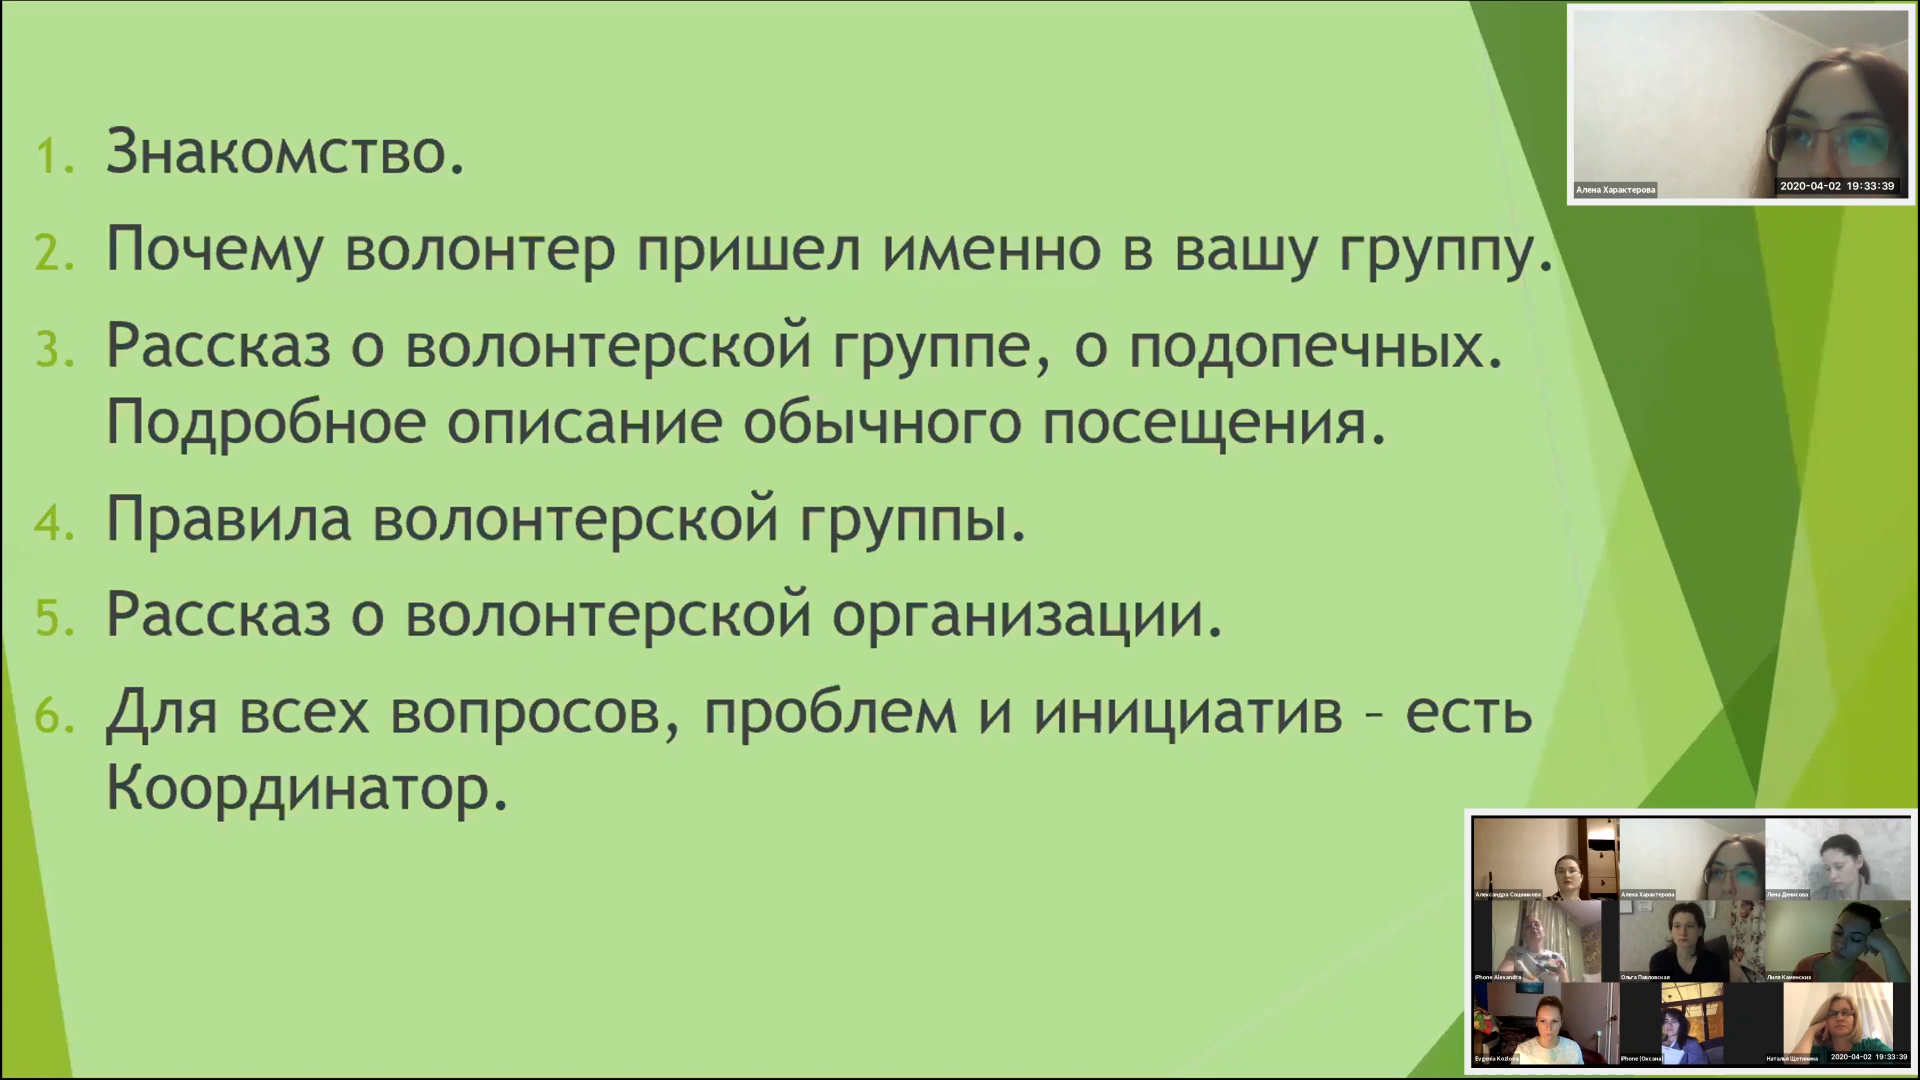 1. Знакомство.
2. Почему волонтер пришел именно в вашу группу.
3. Рассказ о волонтерской группе, о подопечных.
Подробное описание обычного посещения.
4. Правила волонтерской группы.
5. Рассказ о волонтерской организации.
6. Для всех вопросов, проблем и инициатив – есть
Координатор.
Алена Характерова
2020-04-02 19:33:39
Александра Сошникова
Алена Характерова
Лена Денисова
iPhone Alexandra
Ольга Павловская
Лиля Каменских
Evgenia Kozlova
iPhone (Оксана)
Наталья Щетинина
2020-04-02 19:33:39